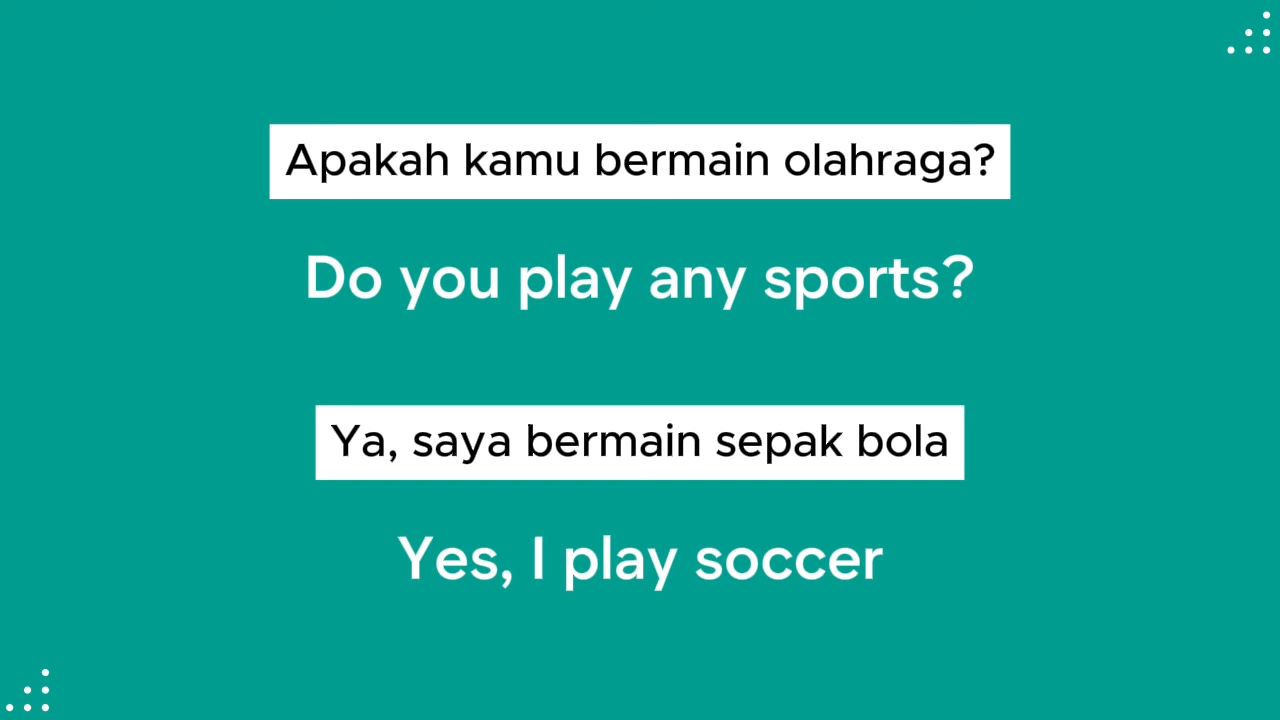 Apakah kamu bermain olahraga?
Do you play any sports?
Ya, saya bermain sepak bola
Yes, I play soccer